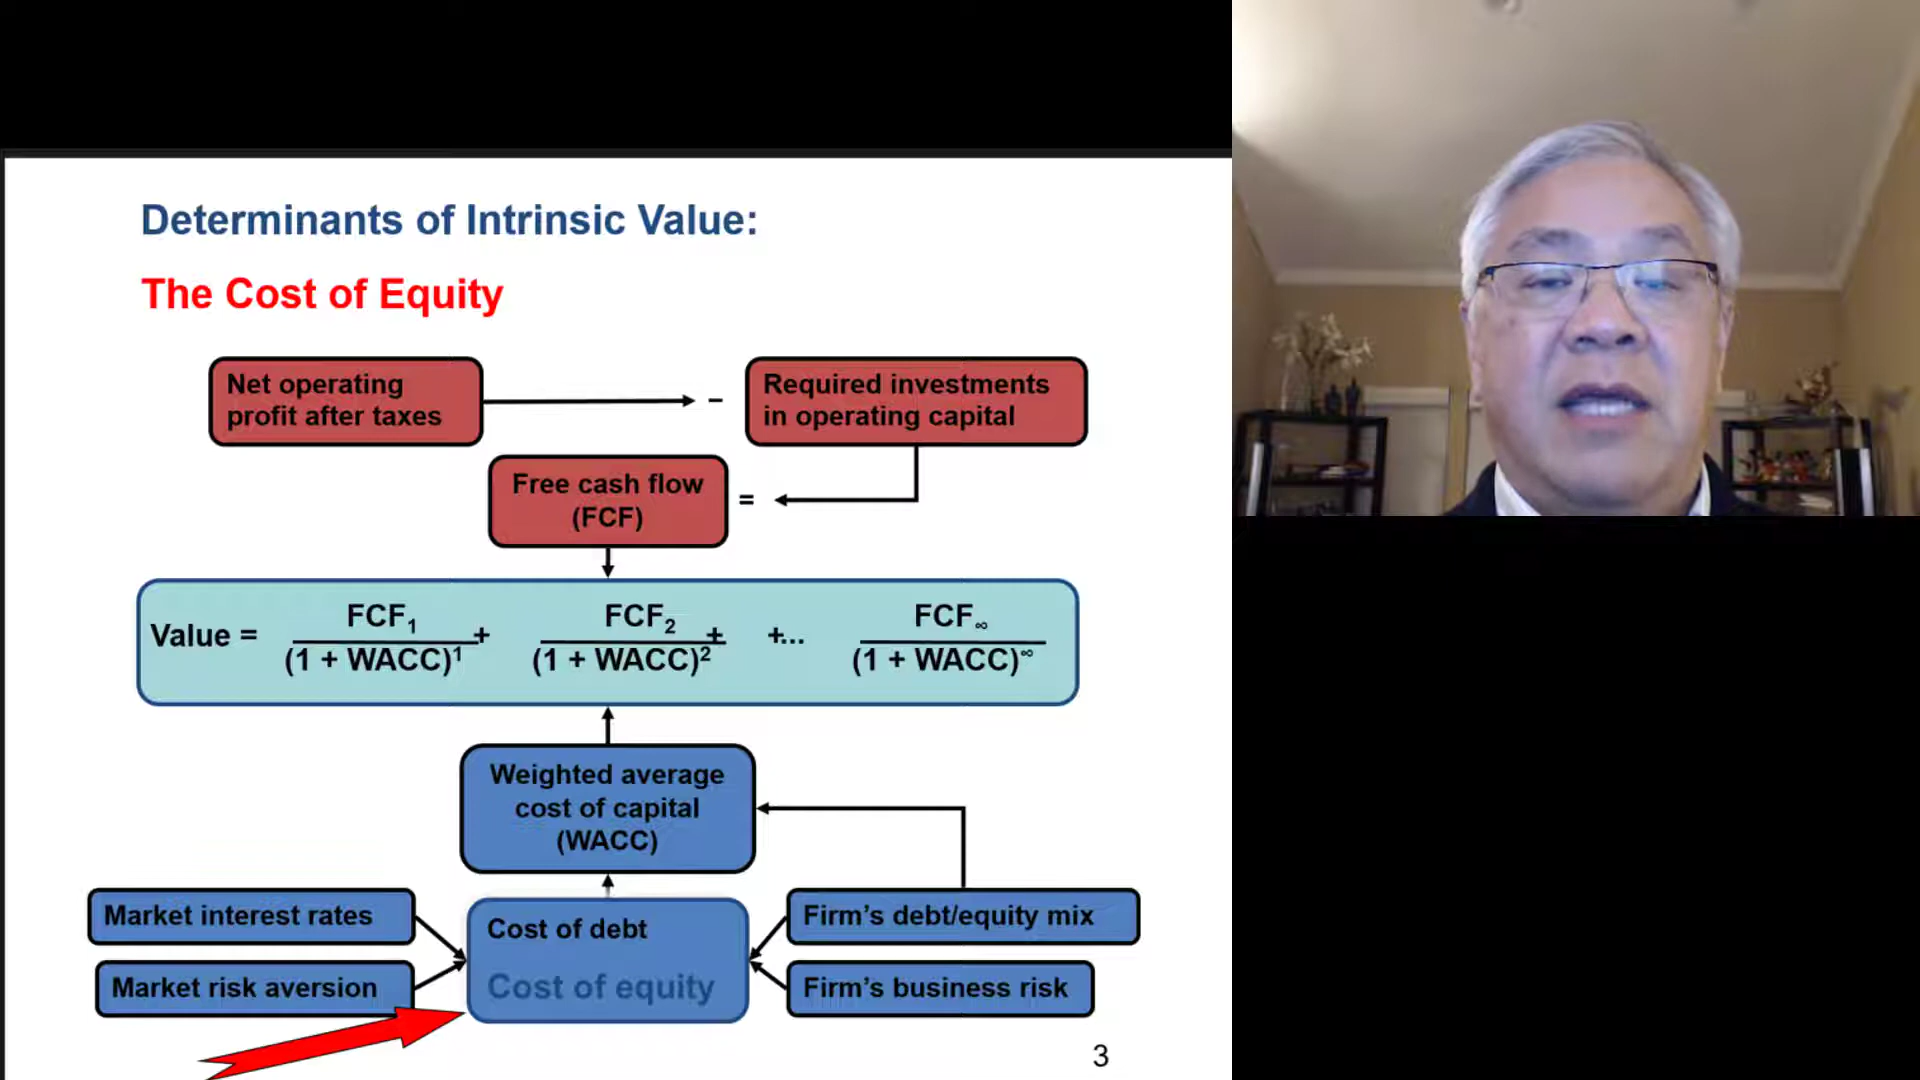 Determinants of Intrinsic Value:
The Cost of Equity
Net operating
profit after taxes
−
Required investments
in operating capital
Free cash flow
(FCF)
=
Value = FCF₁ / (1 + WACC)¹ + FCF₂ / (1 + WACC)² + +... FCF∞ / (1 + WACC)∞
Weighted average
cost of capital
(WACC)
Market interest rates
Market risk aversion
Cost of debt
Cost of equity
Firm’s debt/equity mix
Firm’s business risk
3